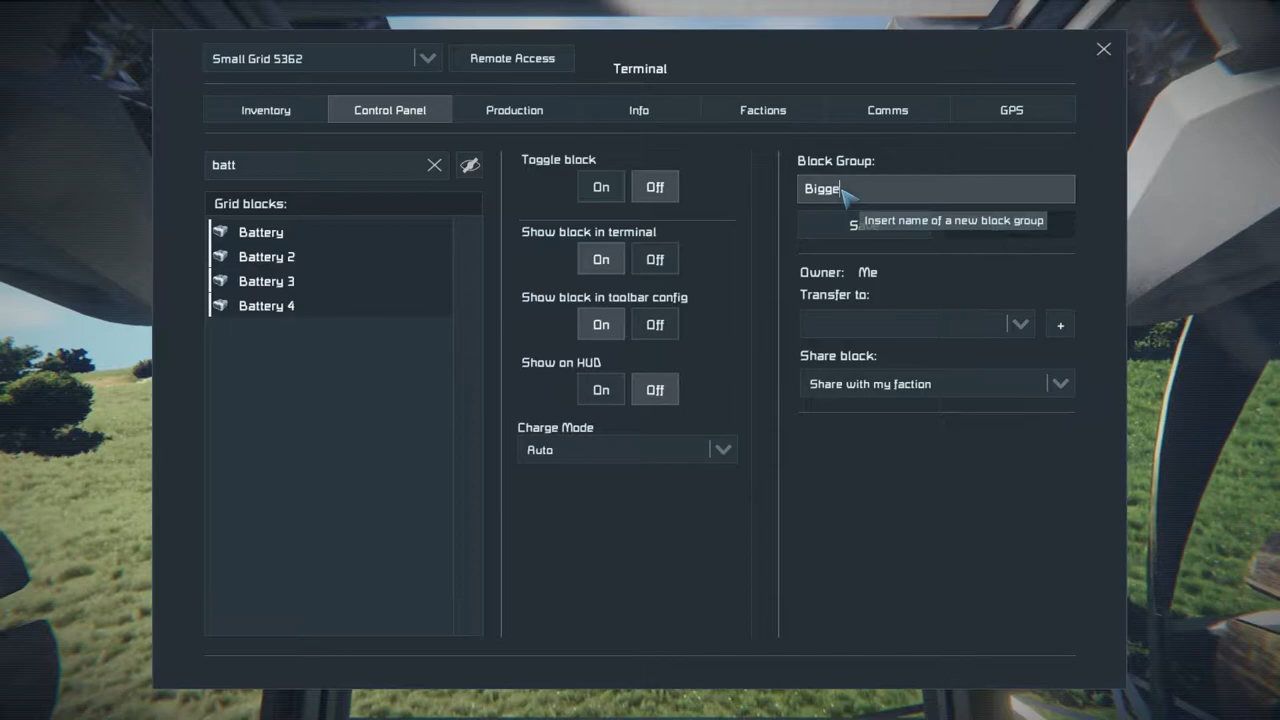 Small Grid 5362
Remote Access
Terminal
Inventory
Control Panel
Production
Info
Factions
Comms
GPS
batt
Grid blocks:
Battery
Battery 2
Battery 3
Battery 4
Toggle block
On
Off
Show block in terminal
On
Off
Show block in toolbar config
On
Off
Show on HUD
On
Off
Charge Mode
Auto
Block Group:
Bigge
Insert name of a new block group
Owner: Me
Transfer to:
+
Share block:
Share with my faction